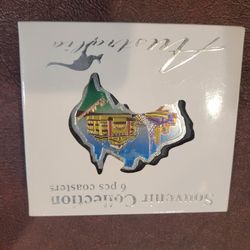 Australia
Souvenir Collection
6 pcs coasters